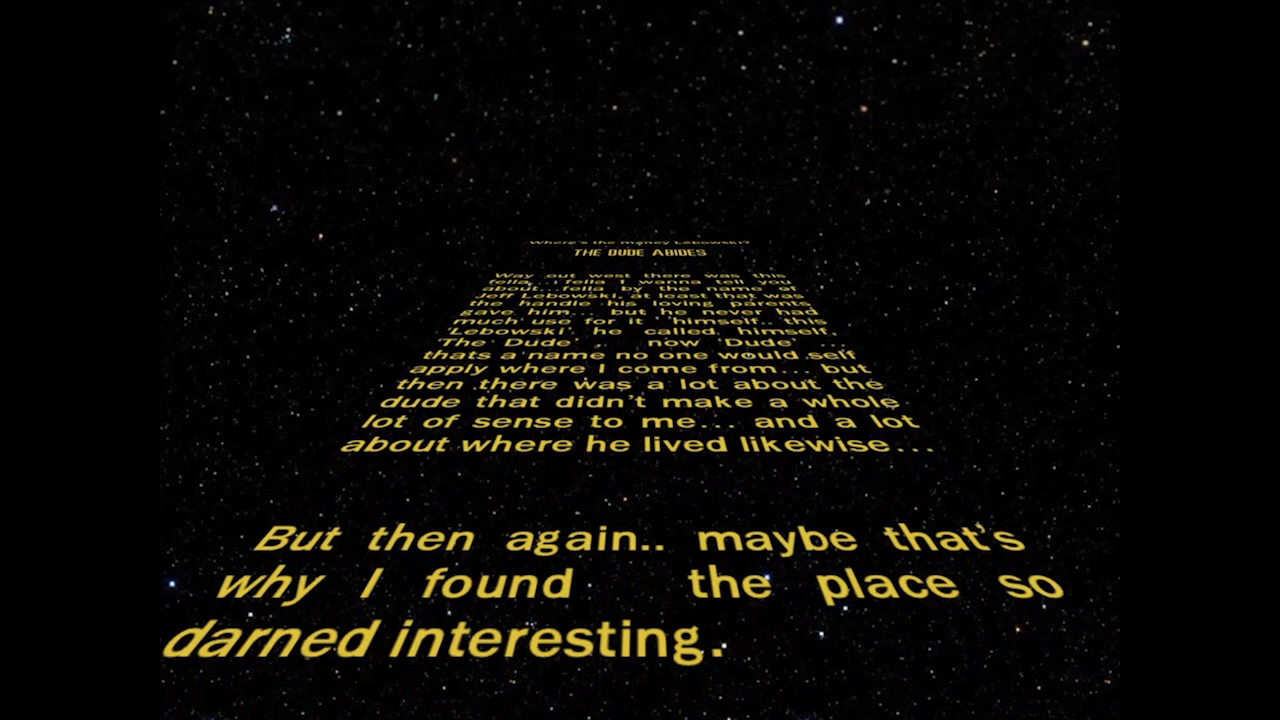 Where's the money Lebowski?
THE DUDE ABIDES
Way out west there was this
fella, . fella I wanna tell you
about...fella by the name of
Jeff Lebowski, at least that was
the handle his loving parents
gave him... but he never had
much use for it 'himself.. this
'Lebowski' he called himself,
'The Dude' , now 'Dude' ...
thats a name no one would self
apply where I come from... but
then there was a lot about the
dude that didn't make a whole
lot of sense to me... and a lot
about where he lived likewise...
But then again.. maybe that's
why I found the place so
darned interesting.